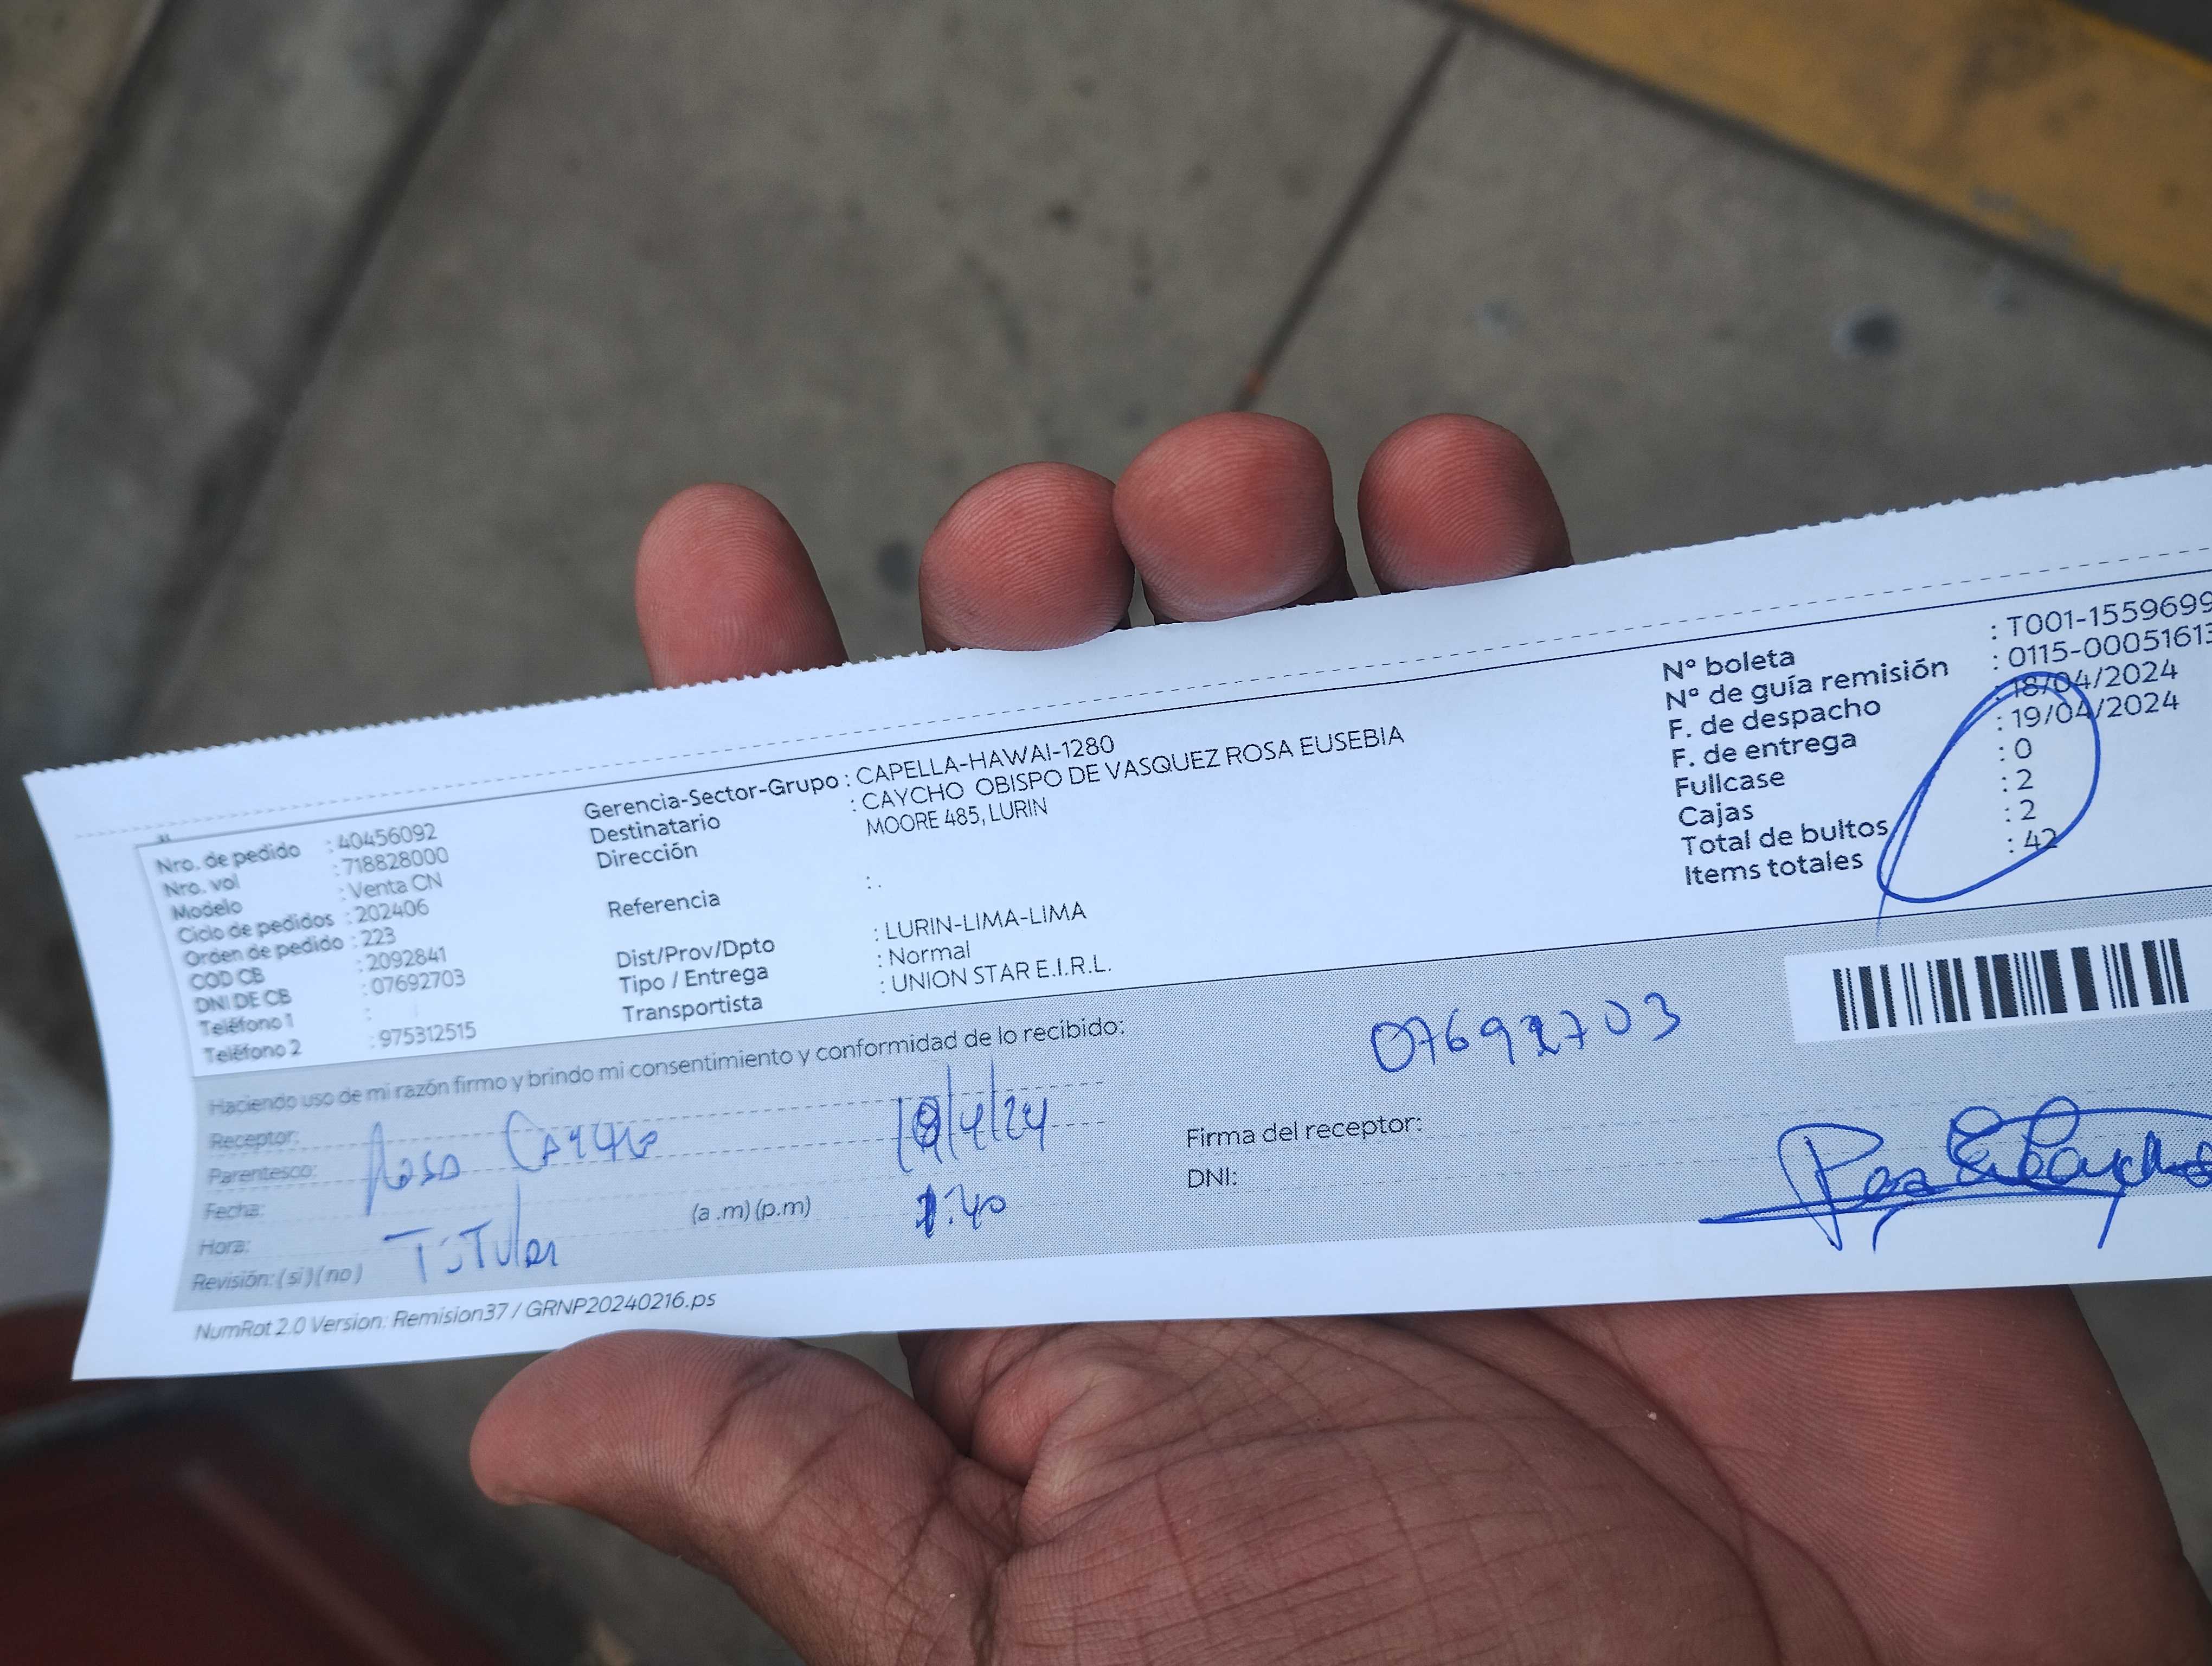 Nro. de pedido : 40456092
Nro. vol : 718828000
Modelo : Venta CN
Ciclo de pedidos : 202406
Orden de pedido : 223
COD CB : 2092841
DNI DE CB : 07692703
Teléfono 1 :
Teléfono 2 : 975312515
Gerencia-Sector-Grupo : CAPELLA-HAWAI-1280
Destinatario : CAYCHO OBISPO DE VASQUEZ ROSA EUSEBIA
Dirección MOORE 485, LURIN
Referencia : .
Dist/Prov/Dpto : LURIN-LIMA-LIMA
Tipo / Entrega : Normal
Transportista : UNION STAR E.I.R.L.
N° boleta : T001-1559699
N° de guía remisión : 0115-00051613
F. de despacho : 18/04/2024
F. de entrega : 19/04/2024
Fullcase : 0
Cajas : 2
Total de bultos : 2
Items totales : 42
Haciendo uso de mi razón firmo y brindo mi consentimiento y conformidad de lo recibido:
Receptor:
Parentesco: Rosa Caycho
Fecha:
Hora: (a .m) (p.m)
Revisión: ( si ) ( no ) Titular
/4/24
:40
07692703
Firma del receptor:
DNI:
NumRot 2.0 Version: Remision37 / GRNP20240216.ps